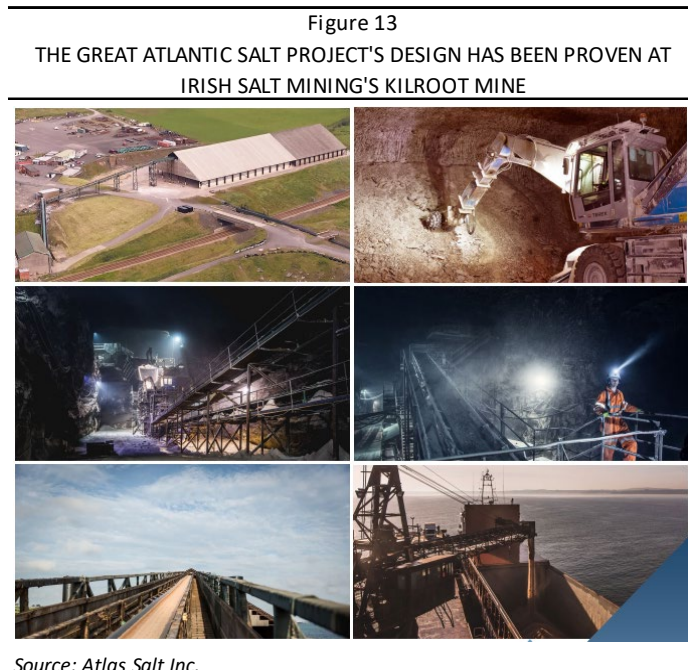 Figure 13
THE GREAT ATLANTIC SALT PROJECT'S DESIGN HAS BEEN PROVEN AT
IRISH SALT MINING'S KILROOT MINE
Source: Atlas Salt Inc.